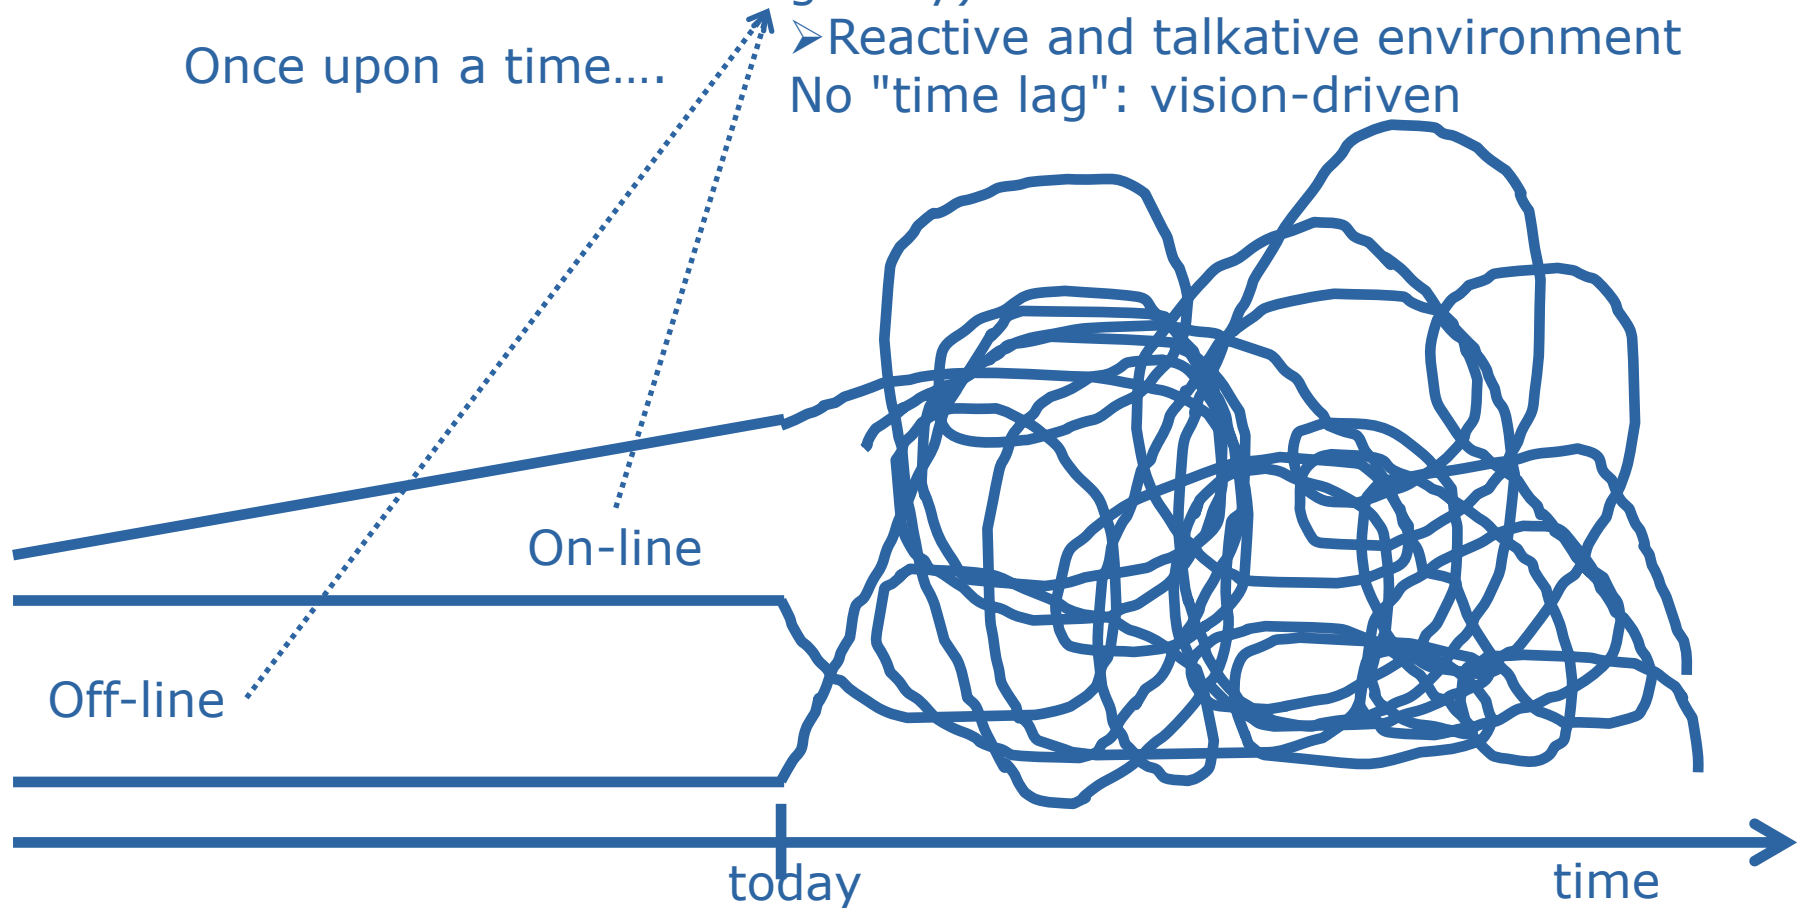 ➢Reactive and talkative environment
Once upon a time....
No "time lag": vision-driven
On-line
Off-line
today
time